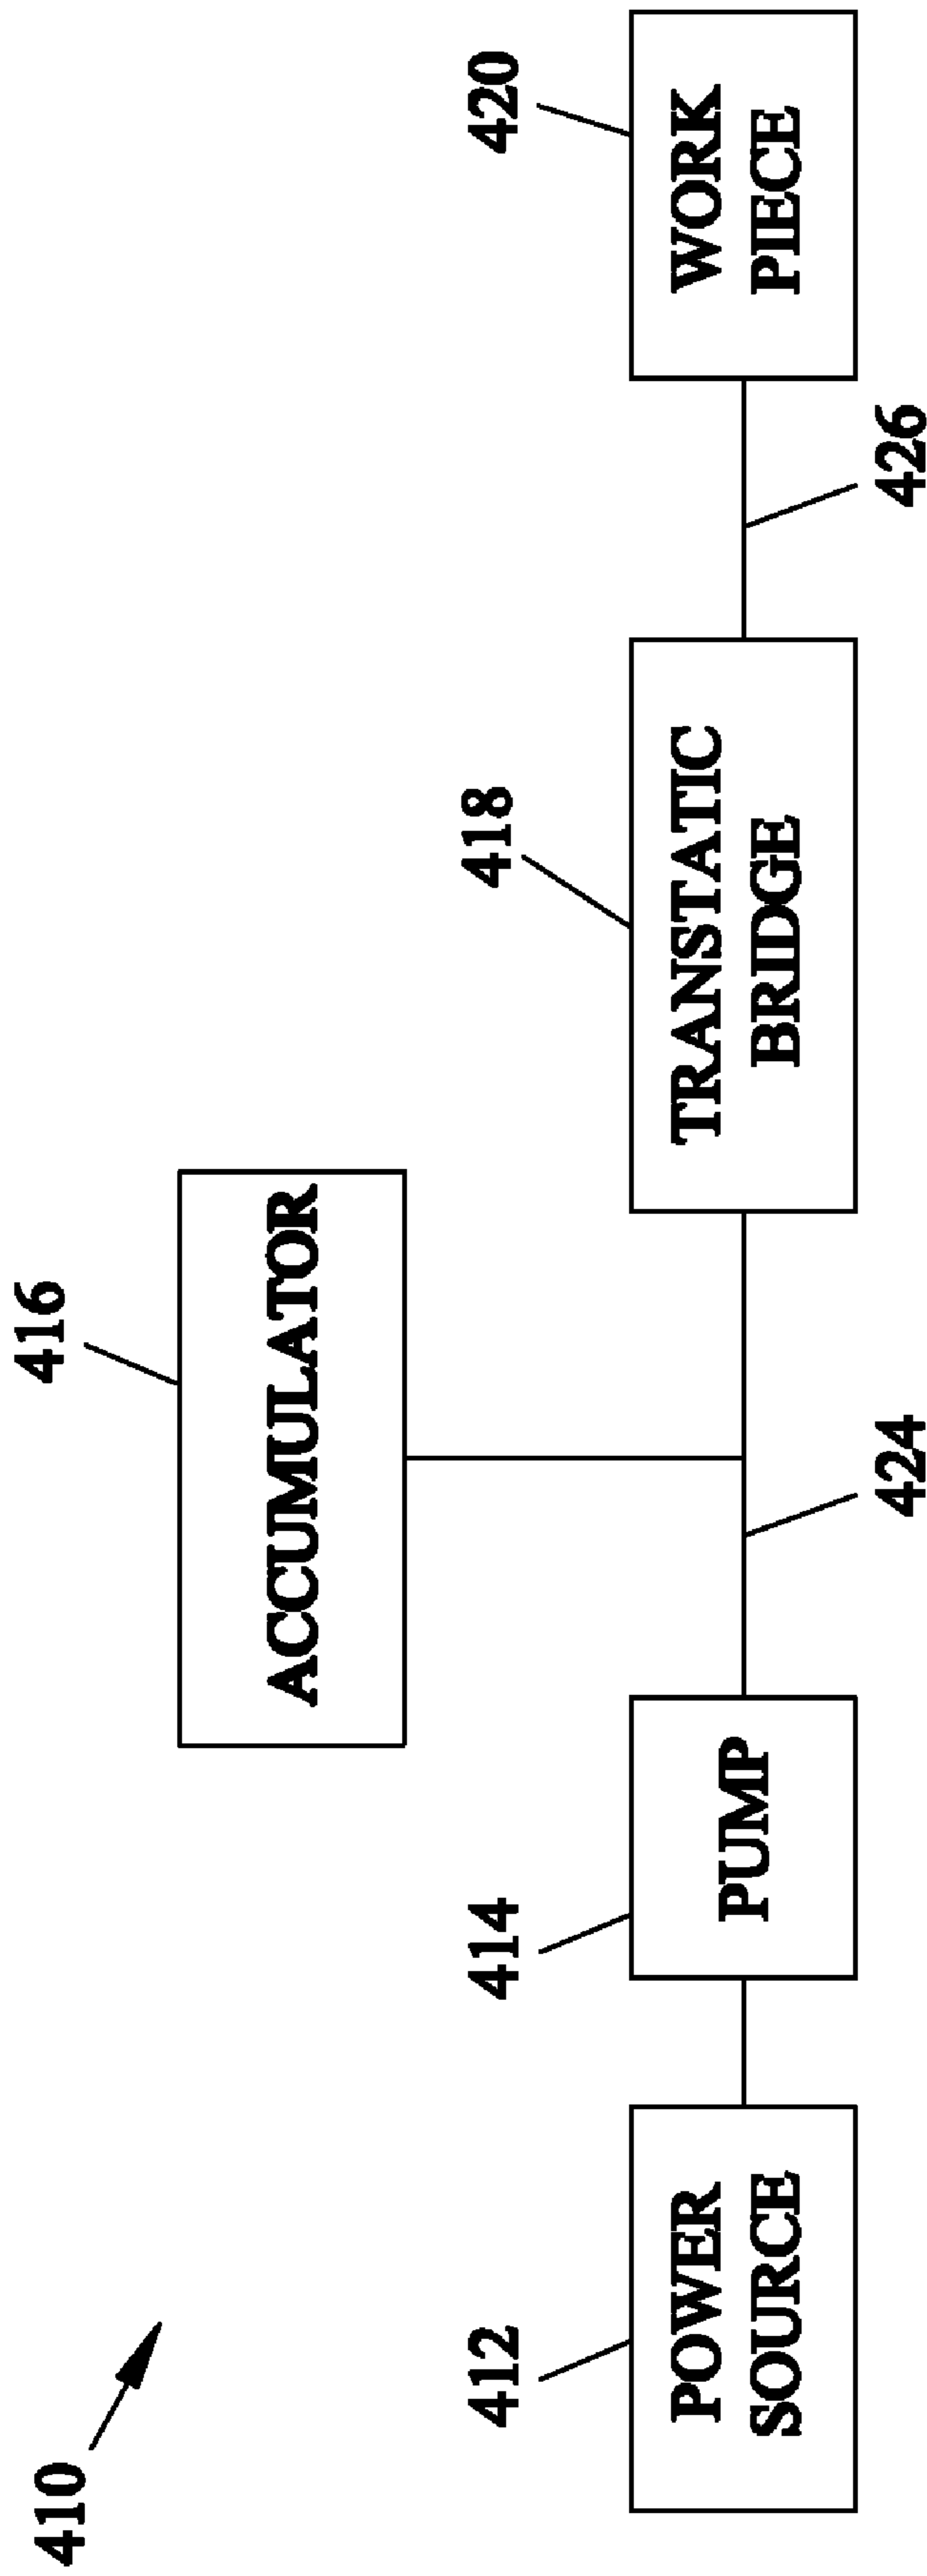 410
416
ACCUMULATOR
412
414
418
420
POWER
SOURCE
PUMP
TRANSTATIC
BRIDGE
WORK
PIECE
424
426